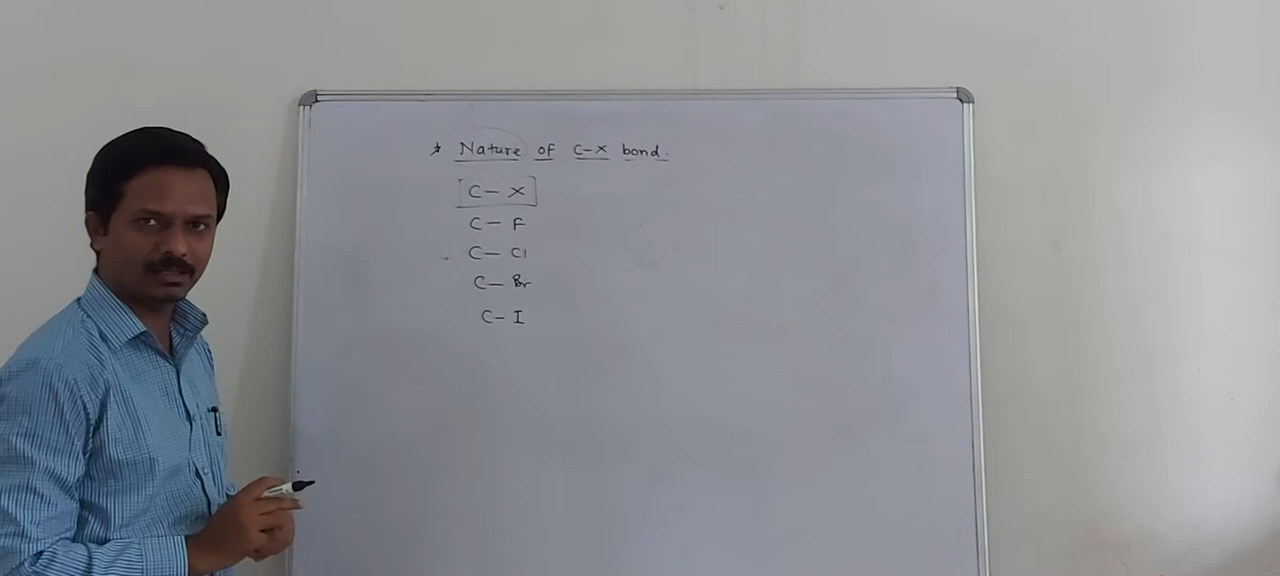 * Nature of C-X bond:
C - X
C - F
C - Cl
C - Br
C - I